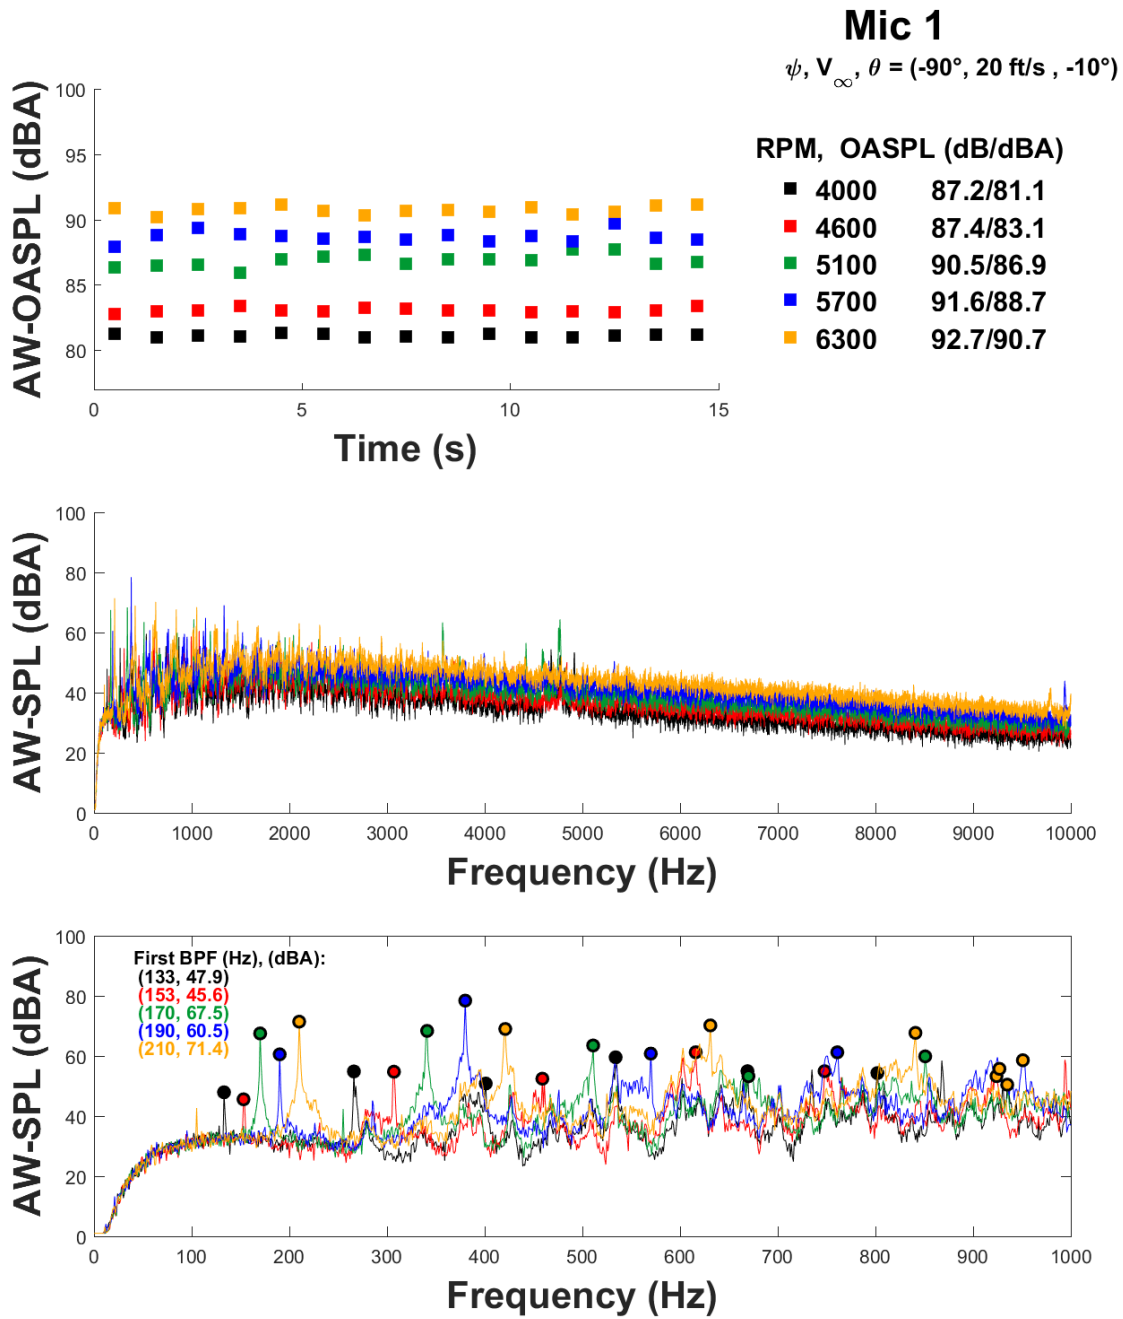 Mic 1
ψ, V∞, θ = (-90°, 20 ft/s , -10°)
RPM, OASPL (dB/dBA)
4000 87.2/81.1
4600 87.4/83.1
5100 90.5/86.9
5700 91.6/88.7
6300 92.7/90.7
AW-OASPL (dBA)
100
95
90
85
80
0 5 10 15
Time (s)
AW-SPL (dBA)
100
80
60
40
20
0
0 1000 2000 3000 4000 5000 6000 7000 8000 9000 10000
Frequency (Hz)
AW-SPL (dBA)
100
80
60
40
20
0
First BPF (Hz), (dBA):
(133, 47.9)
(153, 45.6)
(170, 67.5)
(190, 60.5)
(210, 71.4)
0 100 200 300 400 500 600 700 800 900 1000
Frequency (Hz)